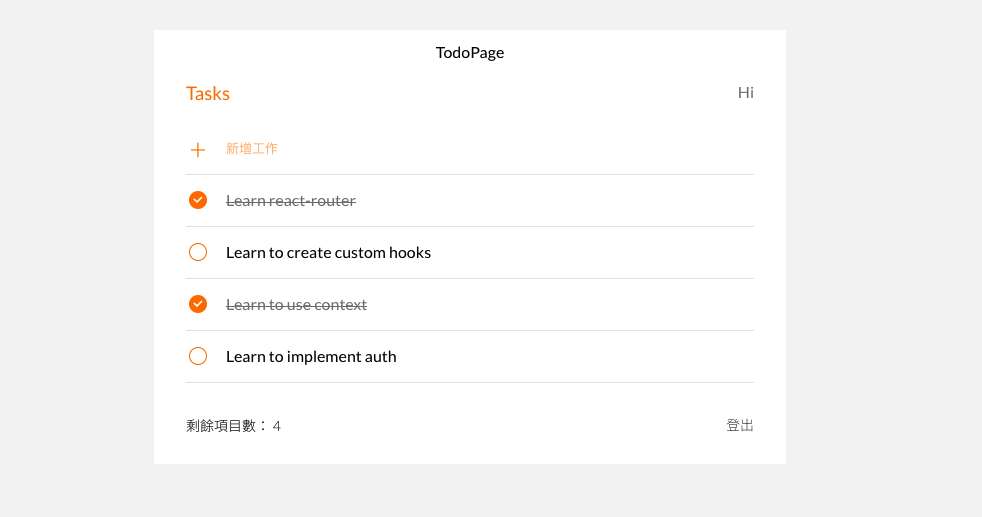 TodoPage
Tasks
Hi
新增工作
Learn react-router
Learn to create custom hooks
Learn to use context
Learn to implement auth
剩餘項目數： 4
登出